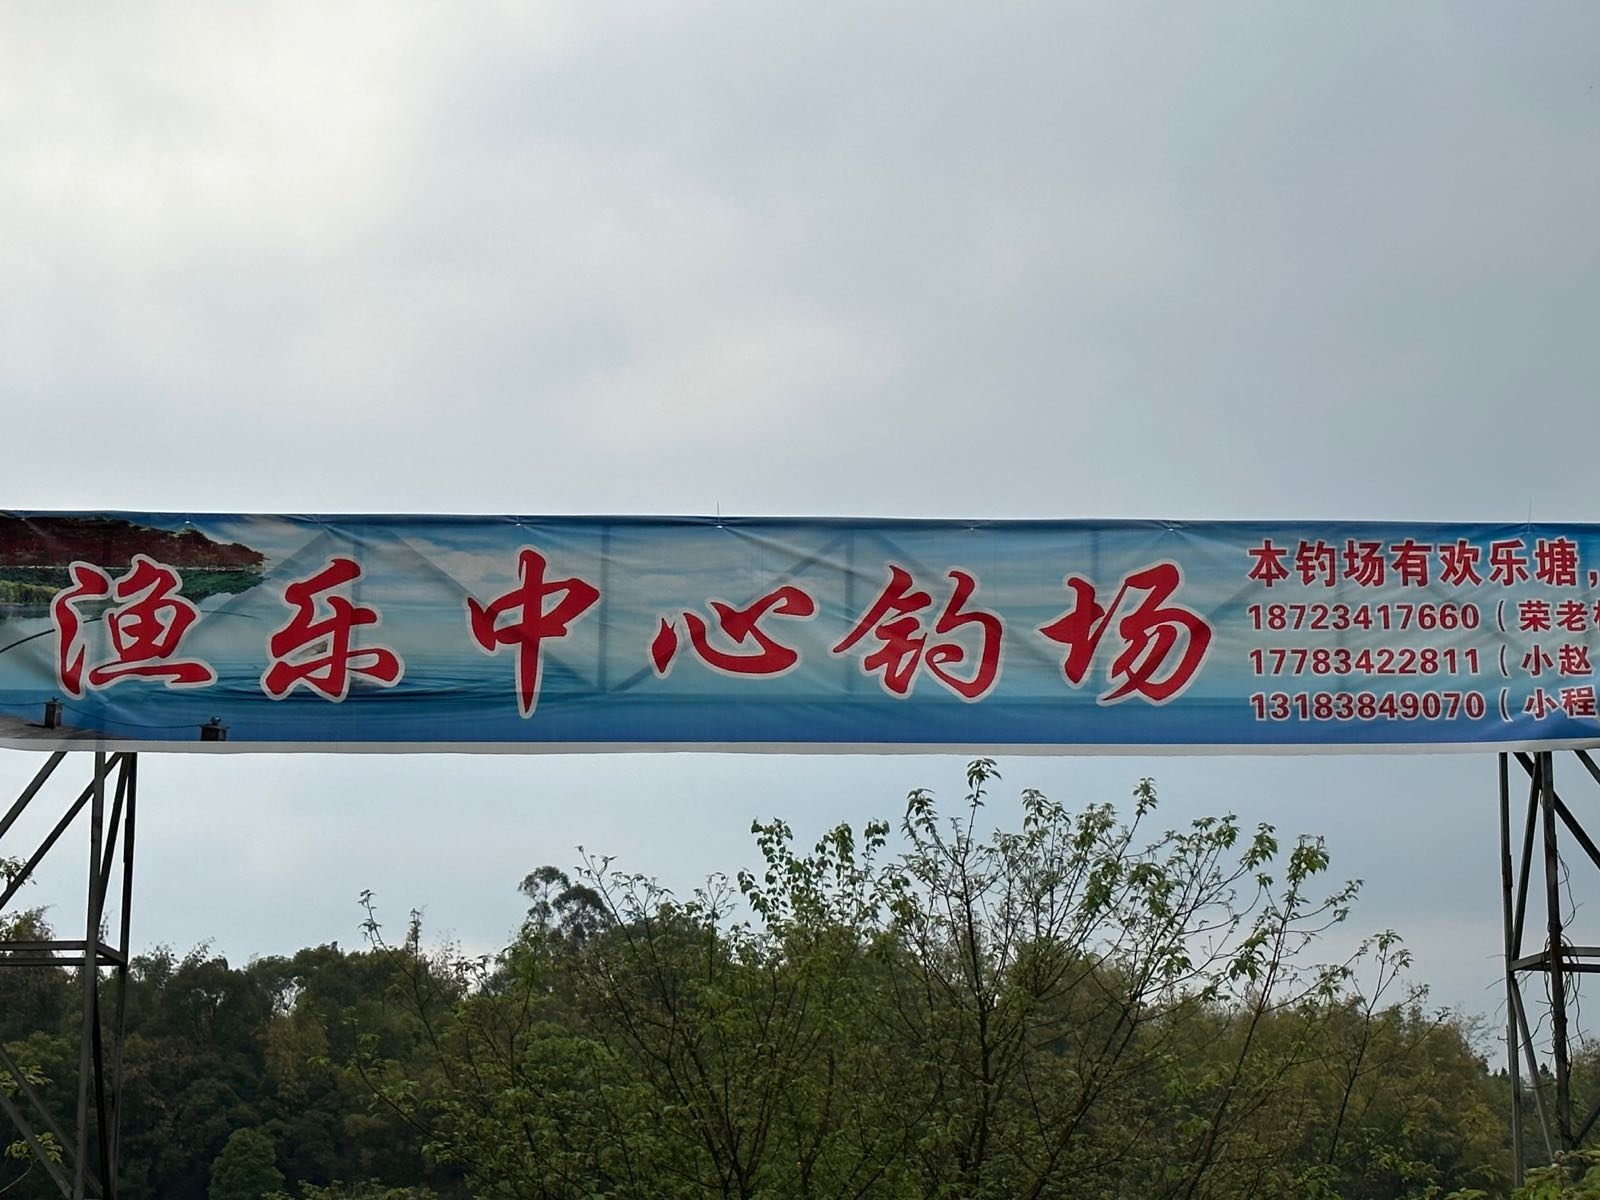 渔乐中心钓场
本钓场有欢乐塘，
18723417660（荣老
17783422811（小赵
13183849070（小程